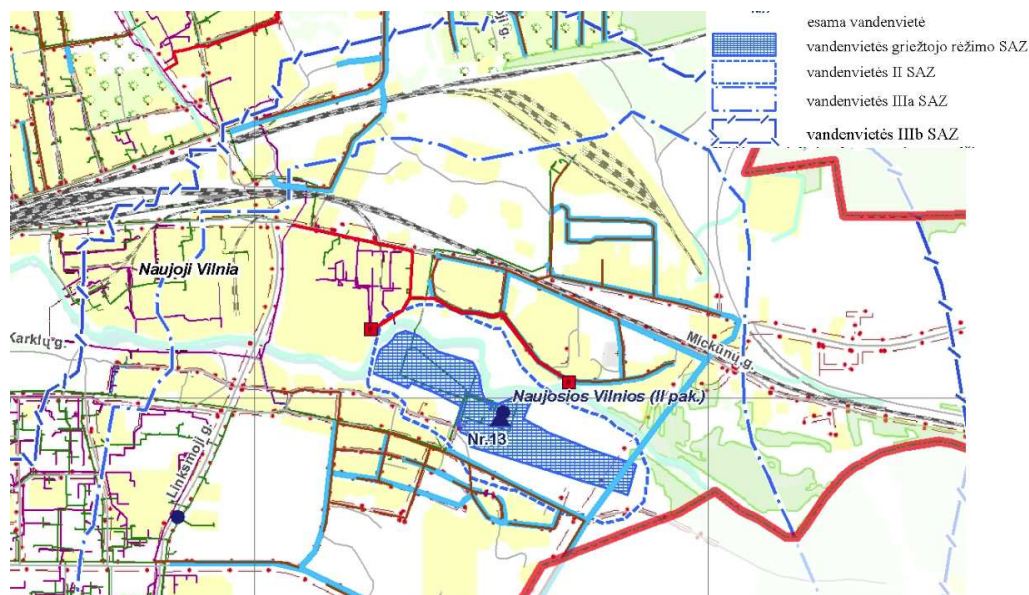 esama vandenvietė
vandenvietės griežtojo rėžimo SAZ
vandenvietės II SAZ
vandenvietės IIIa SAZ
vandenvietės IIIb SAZ
Naujoji Vilnia
Karklų g.
Mickūnų g.
Naujosios Vilnios (II pak.)
Nr.13
Linksmoji g.